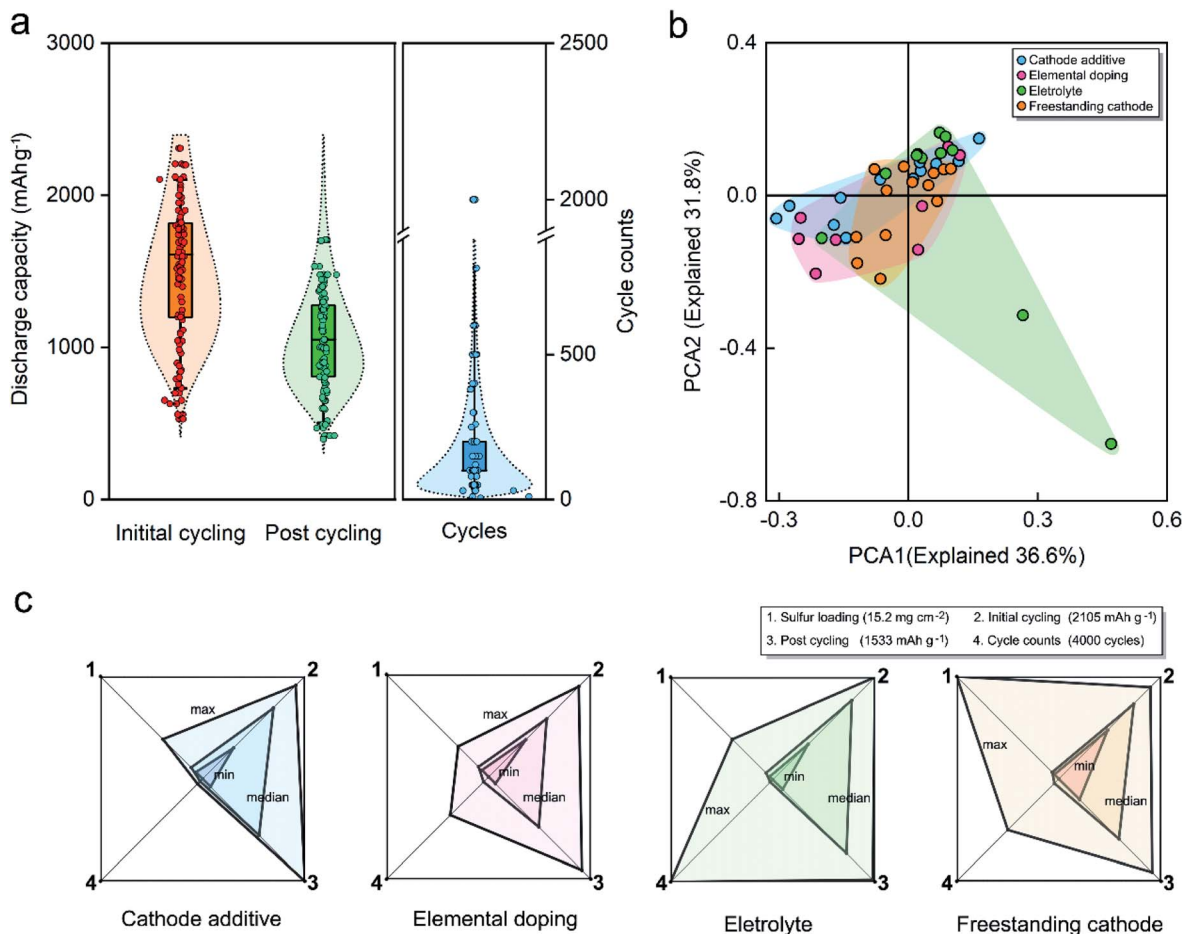 a
3000
2000
1000
0
Discharge capacity (mAhg⁻¹)
2500
2000
500
0
Cycle counts
Initital cycling
Post cycling
Cycles
b
0.4
0.0
-0.4
-0.8
PCA2 (Explained 31.8%)
Cathode additive
Elemental doping
Eletrolyte
Freestanding cathode
-0.3
0.0
0.3
0.6
PCA1(Explained 36.6%)
c
1. Sulfur loading (15.2 mg cm⁻²) 2. Initial cycling (2105 mAh g⁻¹)
3. Post cycling (1533 mAh g⁻¹) 4. Cycle counts (4000 cycles)
1
2
max
min
median
4
3
Cathode additive
1
2
max
min
median
4
3
Elemental doping
1
2
min
max
median
4
3
Eletrolyte
1
2
max
min
median
4
3
Freestanding cathode